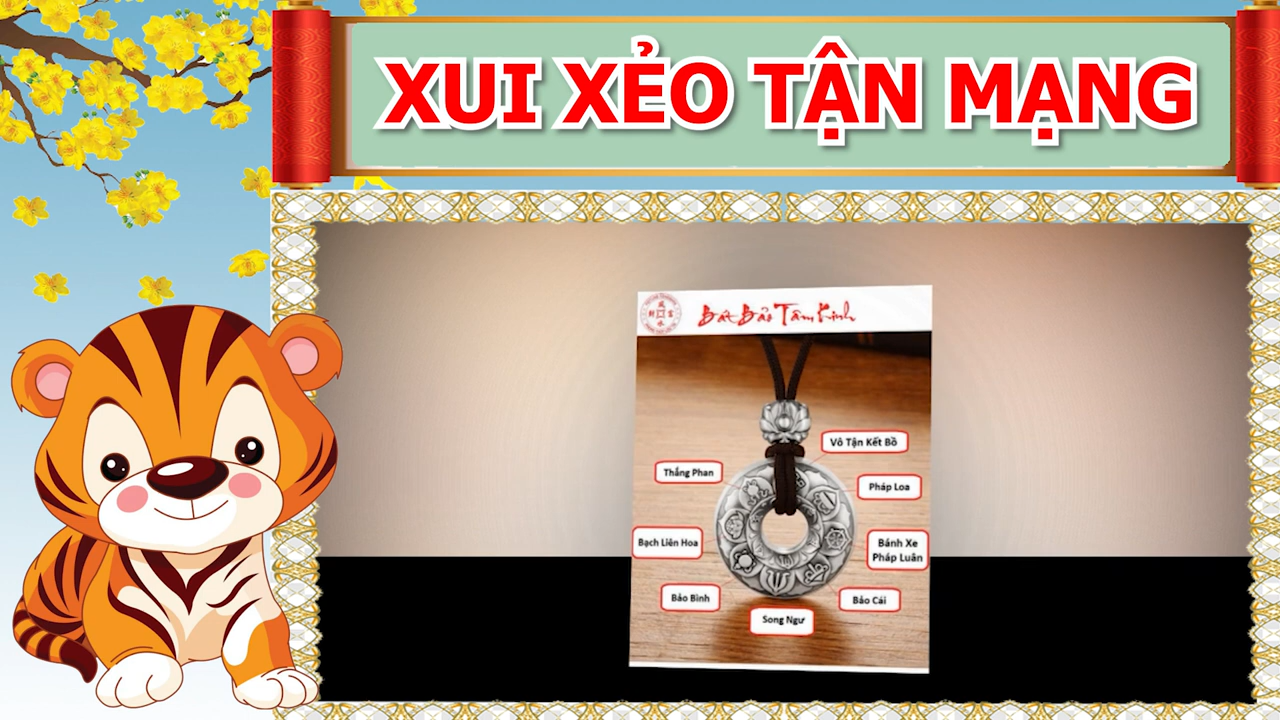 XUI XẺO TẬN MẠNG
Bát Bảo Tâm Kinh
Vô Tận Kết Bồ
Thắng Phan
Pháp Loa
Bạch Liên Hoa
Bánh Xe
Pháp Luân
Bảo Bình
Bảo Cái
Song Ngư